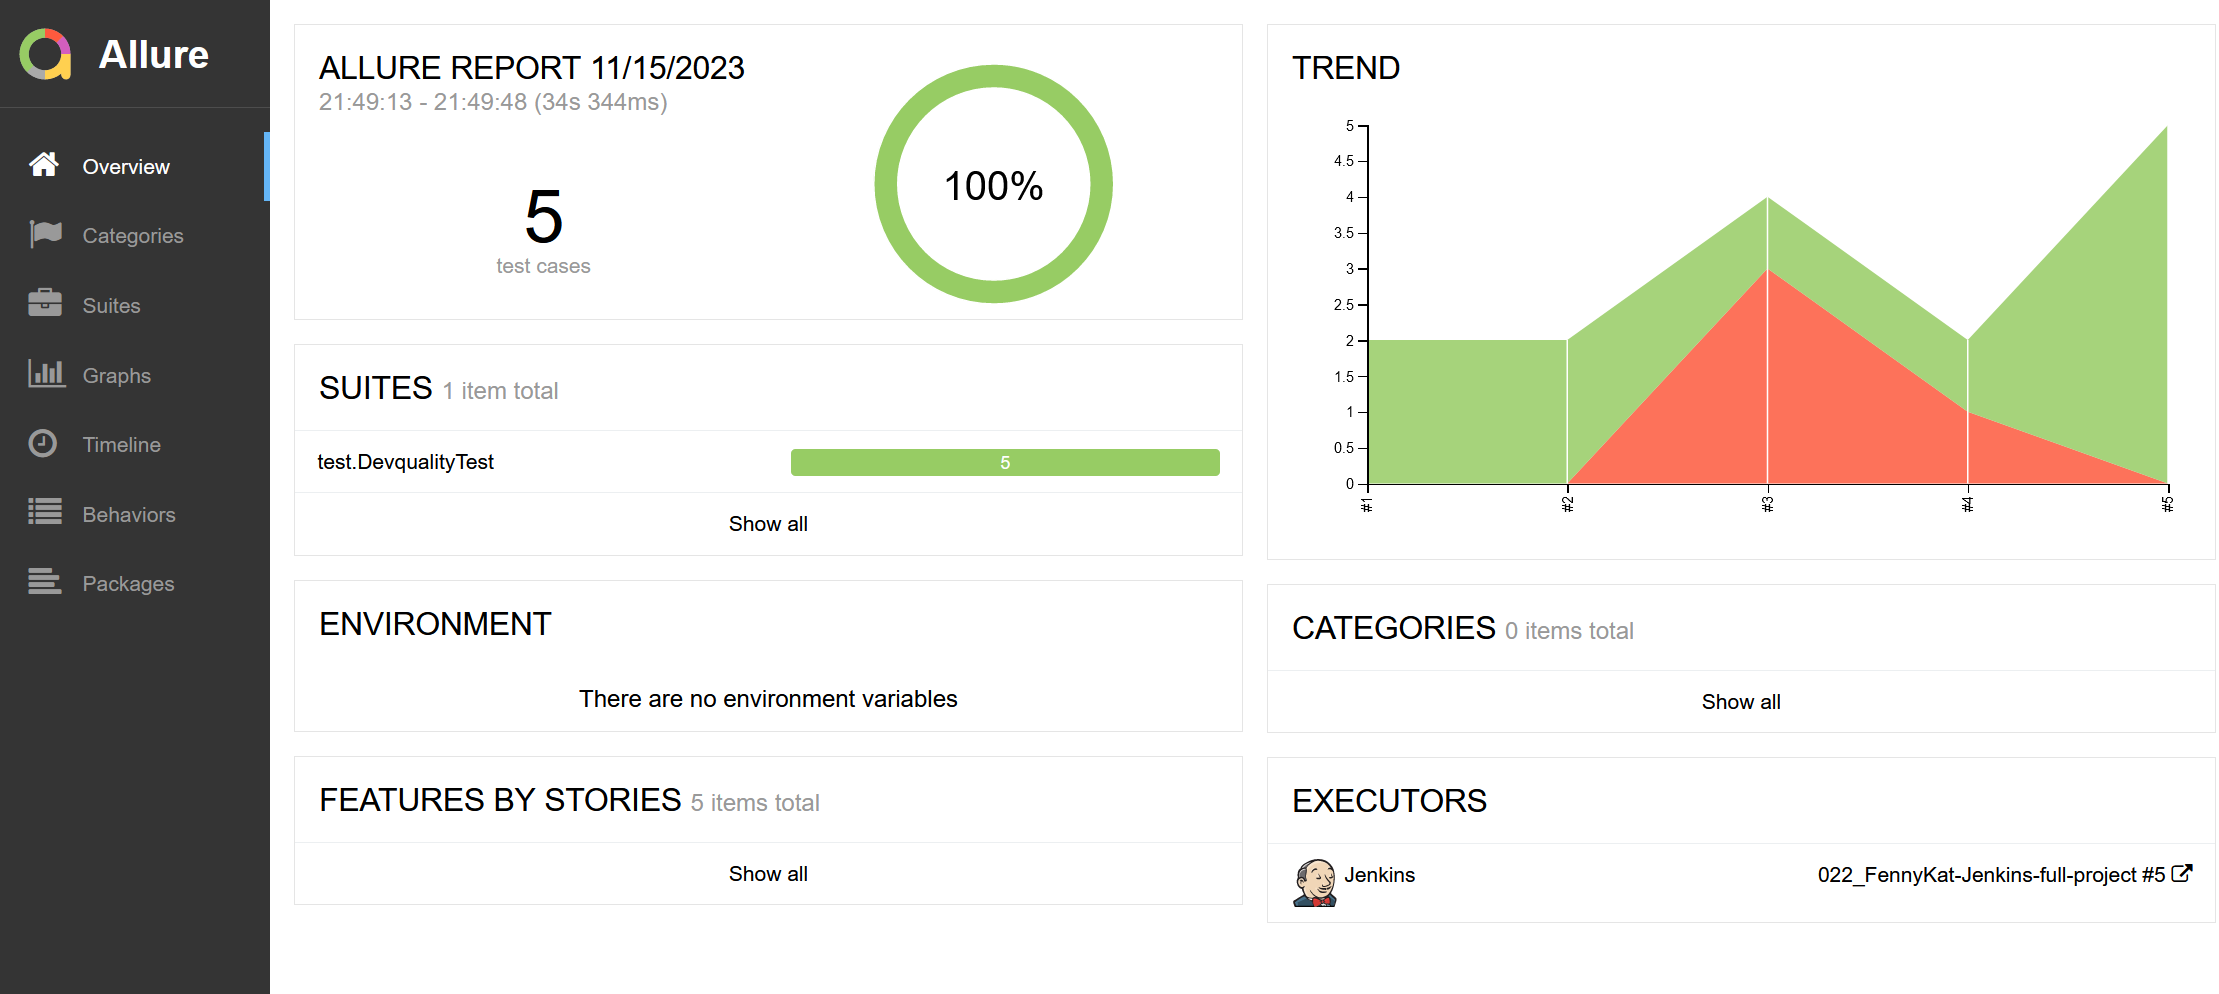 Allure
Overview
Categories
Suites
Graphs
Timeline
Behaviors
Packages
ALLURE REPORT 11/15/2023
21:49:13 - 21:49:48 (34s 344ms)
5
test cases
100%
SUITES 1 item total
test.DevqualityTest 5
Show all
ENVIRONMENT
There are no environment variables
FEATURES BY STORIES 5 items total
Show all
TREND
5
4.5
4
3.5
3
2.5
2
1.5
1
0.5
0
#1 #2 #3 #4 #5
CATEGORIES 0 items total
Show all
EXECUTORS
Jenkins 022_FennyKat-Jenkins-full-project #5